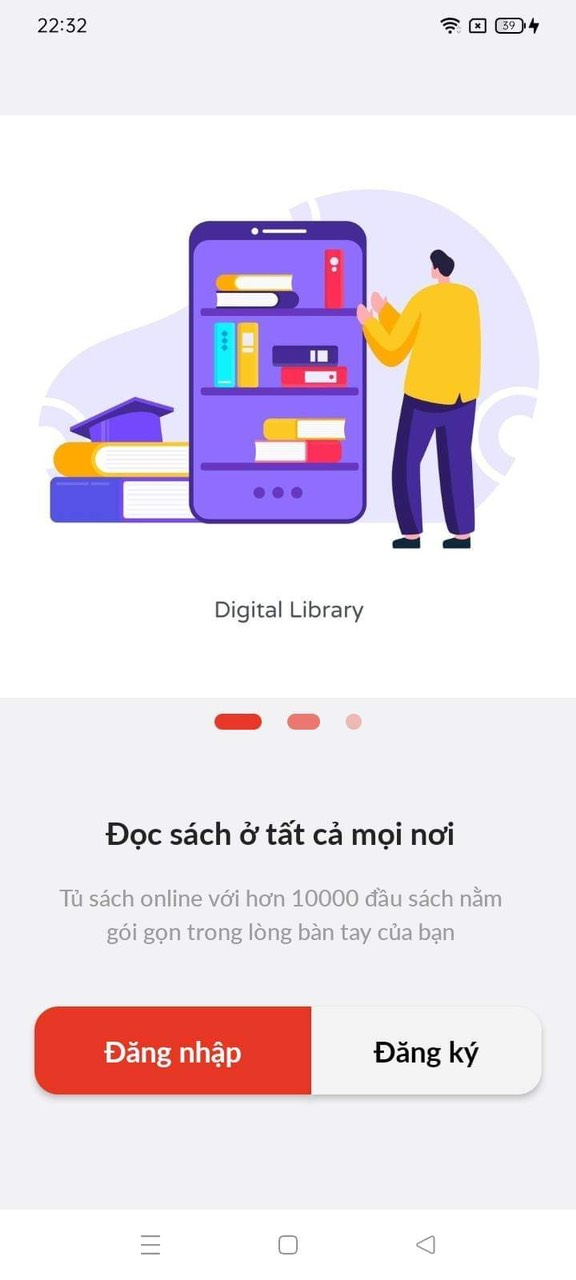 22:32
39
Digital Library
Đọc sách ở tất cả mọi nơi
Tủ sách online với hơn 10000 đầu sách nằm
gói gọn trong lòng bàn tay của bạn
Đăng nhập
Đăng ký